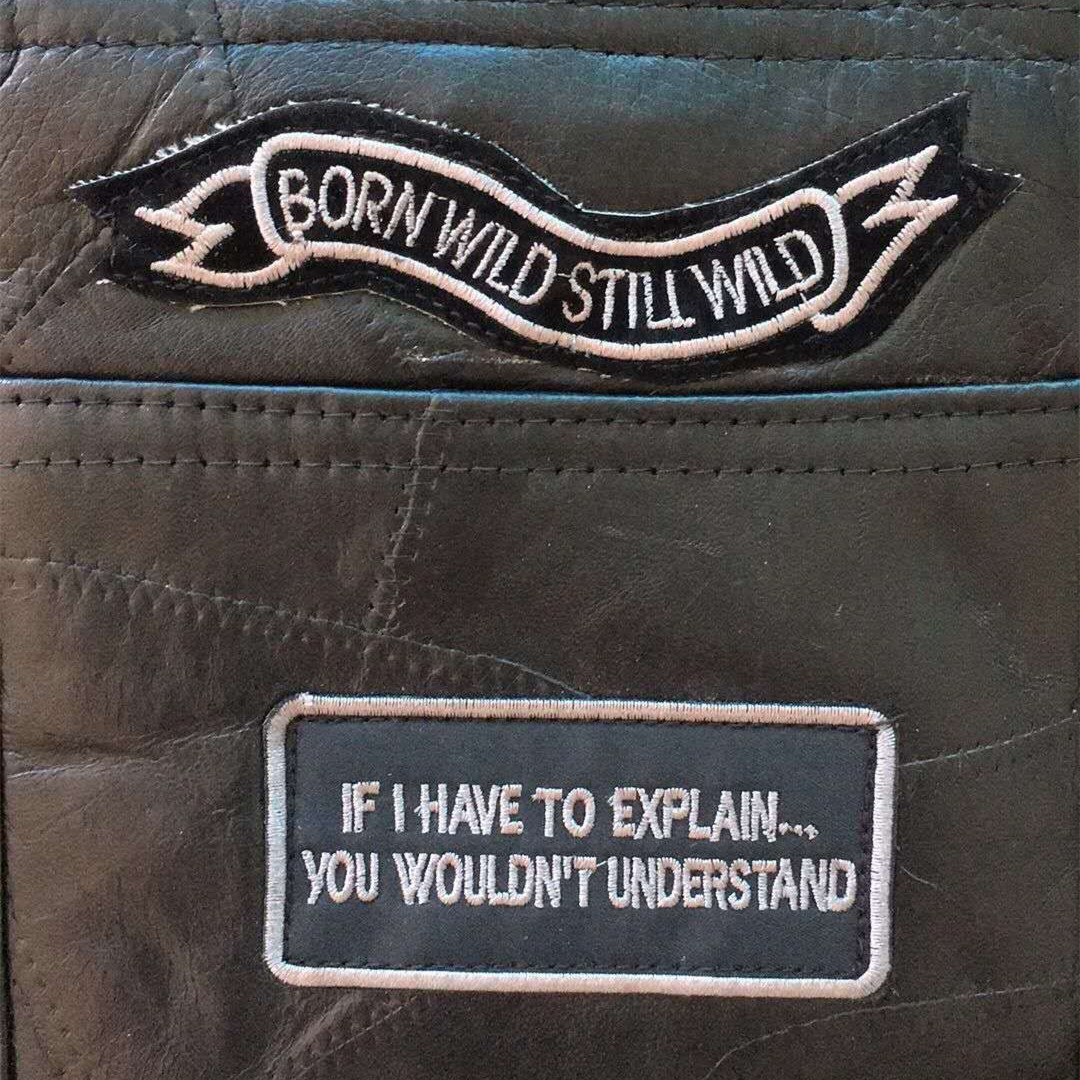 BORN WILD STILL WILD
IF I HAVE TO EXPLAIN...
YOU WOULDN'T UNDERSTAND